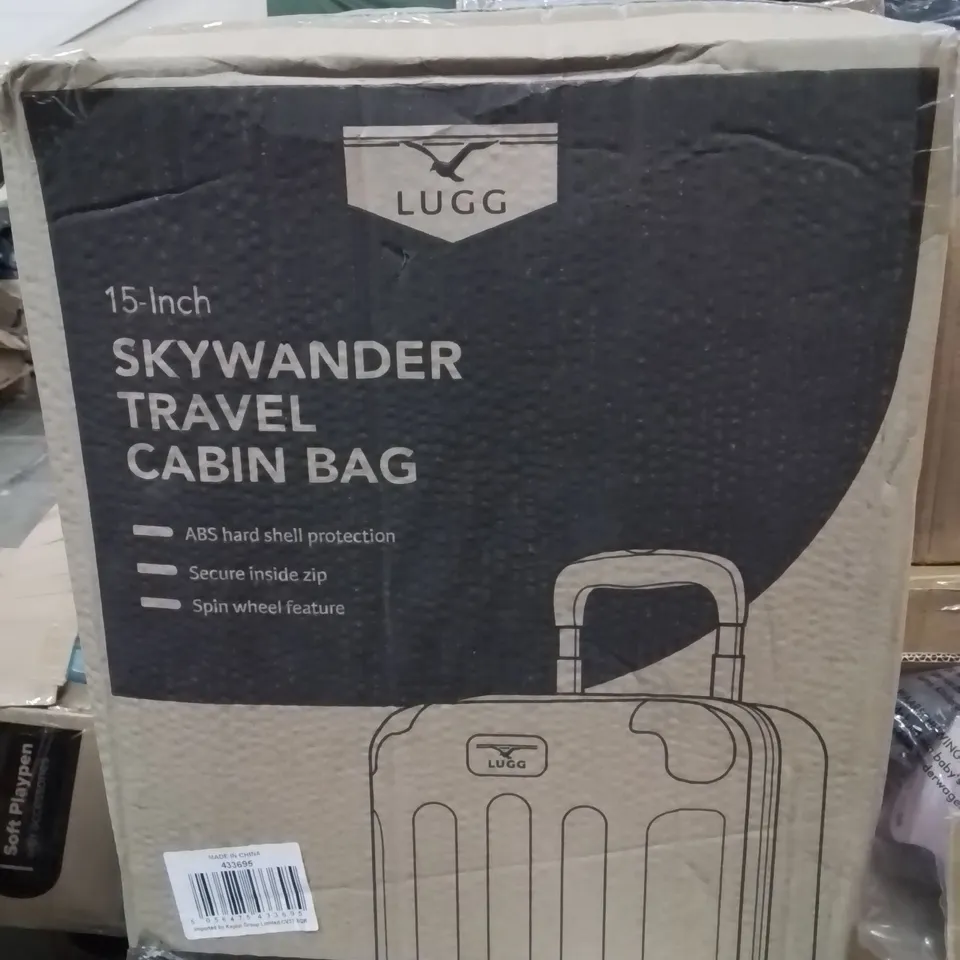 LUGG
15-Inch
SKYWANDER
TRAVEL
CABIN BAG
ABS hard shell protection
Secure inside zip
Spin wheel feature
LUGG
MADE IN CHINA
433695
Soft Playpen
baby's